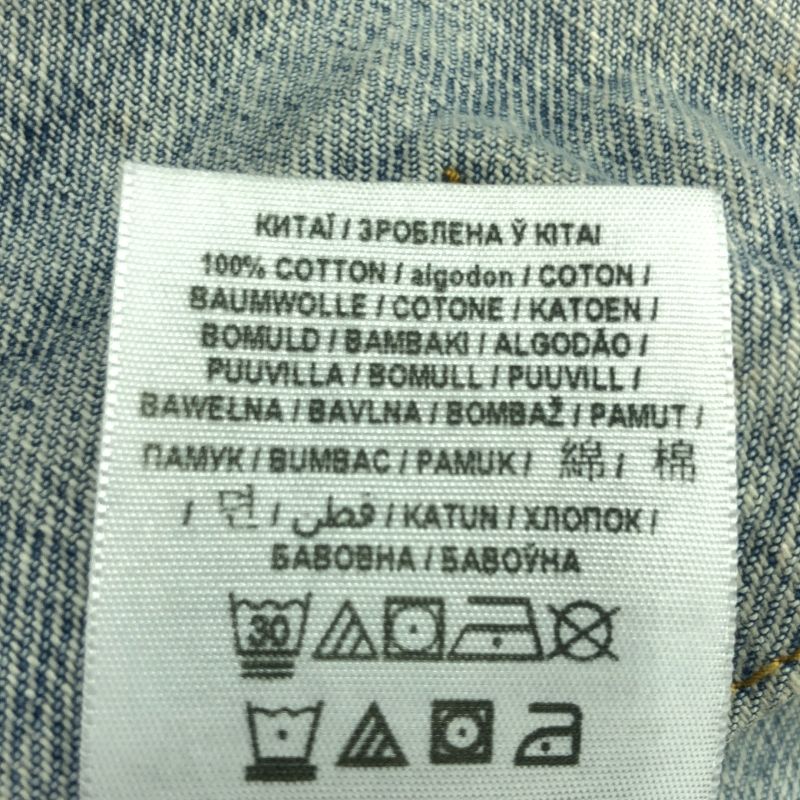 КИТАЇ / ЗРОБЛЕНА Ў КІТАІ
100% COTTON / algodon / COTON /
BAUMWOLLE / COTONE / KATOEN /
BOMULD / BAMBAKI / ALGODÃO /
PUUVILLA / BOMULL / PUUVILL /
BAWEŁNA / BAVLNA / BOMBAŽ / PAMUT /
ПАМУК / BUMBAC / PAMUK / 綿 / 棉
/ 면 / قطن / KATUN / ХЛОПОК /
БАВОВНА / БАВОЎНА
30